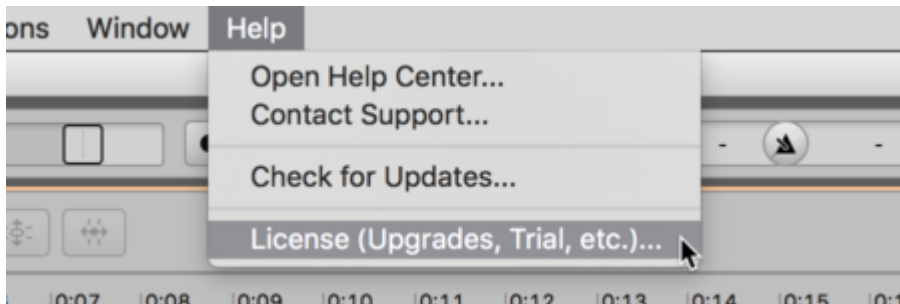 ons Window Help
Open Help Center...
Contact Support...
Check for Updates...
License (Upgrades, Trial, etc.)...
0:07 0:08 0:09 0:10 0:11 0:12 0:13 0:14 0:15